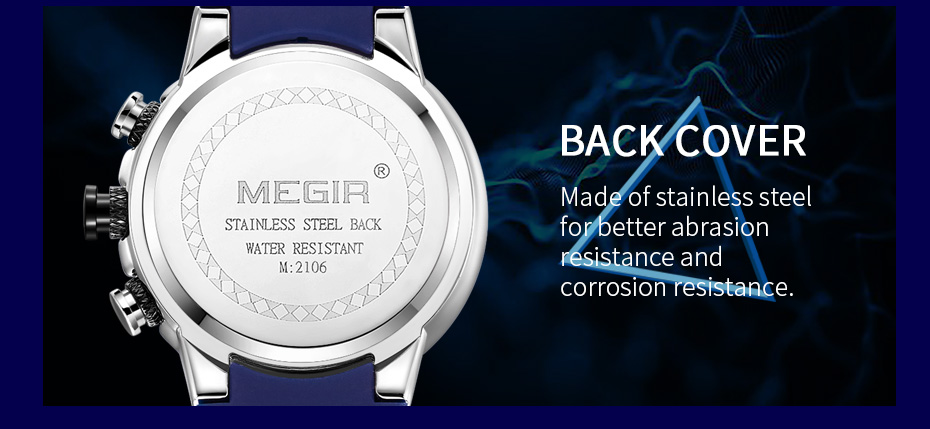 MEGIR®
STAINLESS STEEL BACK
WATER RESISTANT
M:2106
BACK COVER
Made of stainless steel
for better abrasion
resistance and
corrosion resistance.